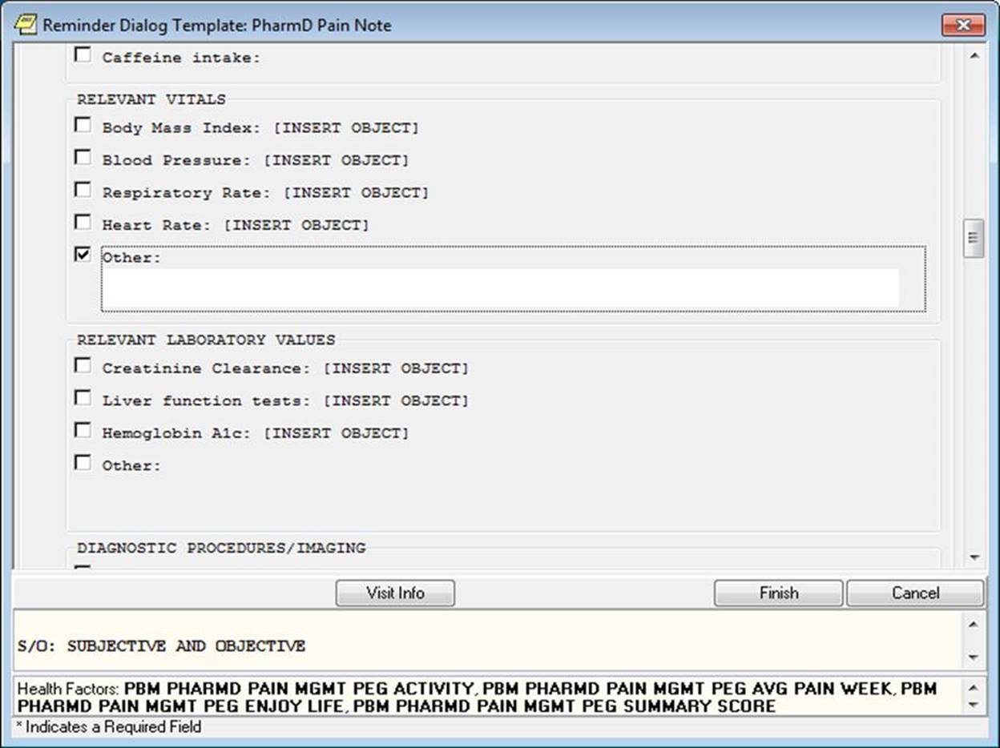 Reminder Dialog Template: PharmD Pain Note
Caffeine intake:
RELEVANT VITALS
Body Mass Index: [INSERT OBJECT]
Blood Pressure: [INSERT OBJECT]
Respiratory Rate: [INSERT OBJECT]
Heart Rate: [INSERT OBJECT]
Other:
RELEVANT LABORATORY VALUES
Creatinine Clearance: [INSERT OBJECT]
Liver function tests: [INSERT OBJECT]
Hemoglobin A1c: [INSERT OBJECT]
Other:
DIAGNOSTIC PROCEDURES/IMAGING
Visit Info Finish Cancel
S/O: SUBJECTIVE AND OBJECTIVE
Health Factors: PBM PHARMD PAIN MGMT PEG ACTIVITY, PBM PHARMD PAIN MGMT PEG AVG PAIN WEEK, PBM
PHARMD PAIN MGMT PEG ENJOY LIFE, PBM PHARMD PAIN MGMT PEG SUMMARY SCORE
* Indicates a Required Field